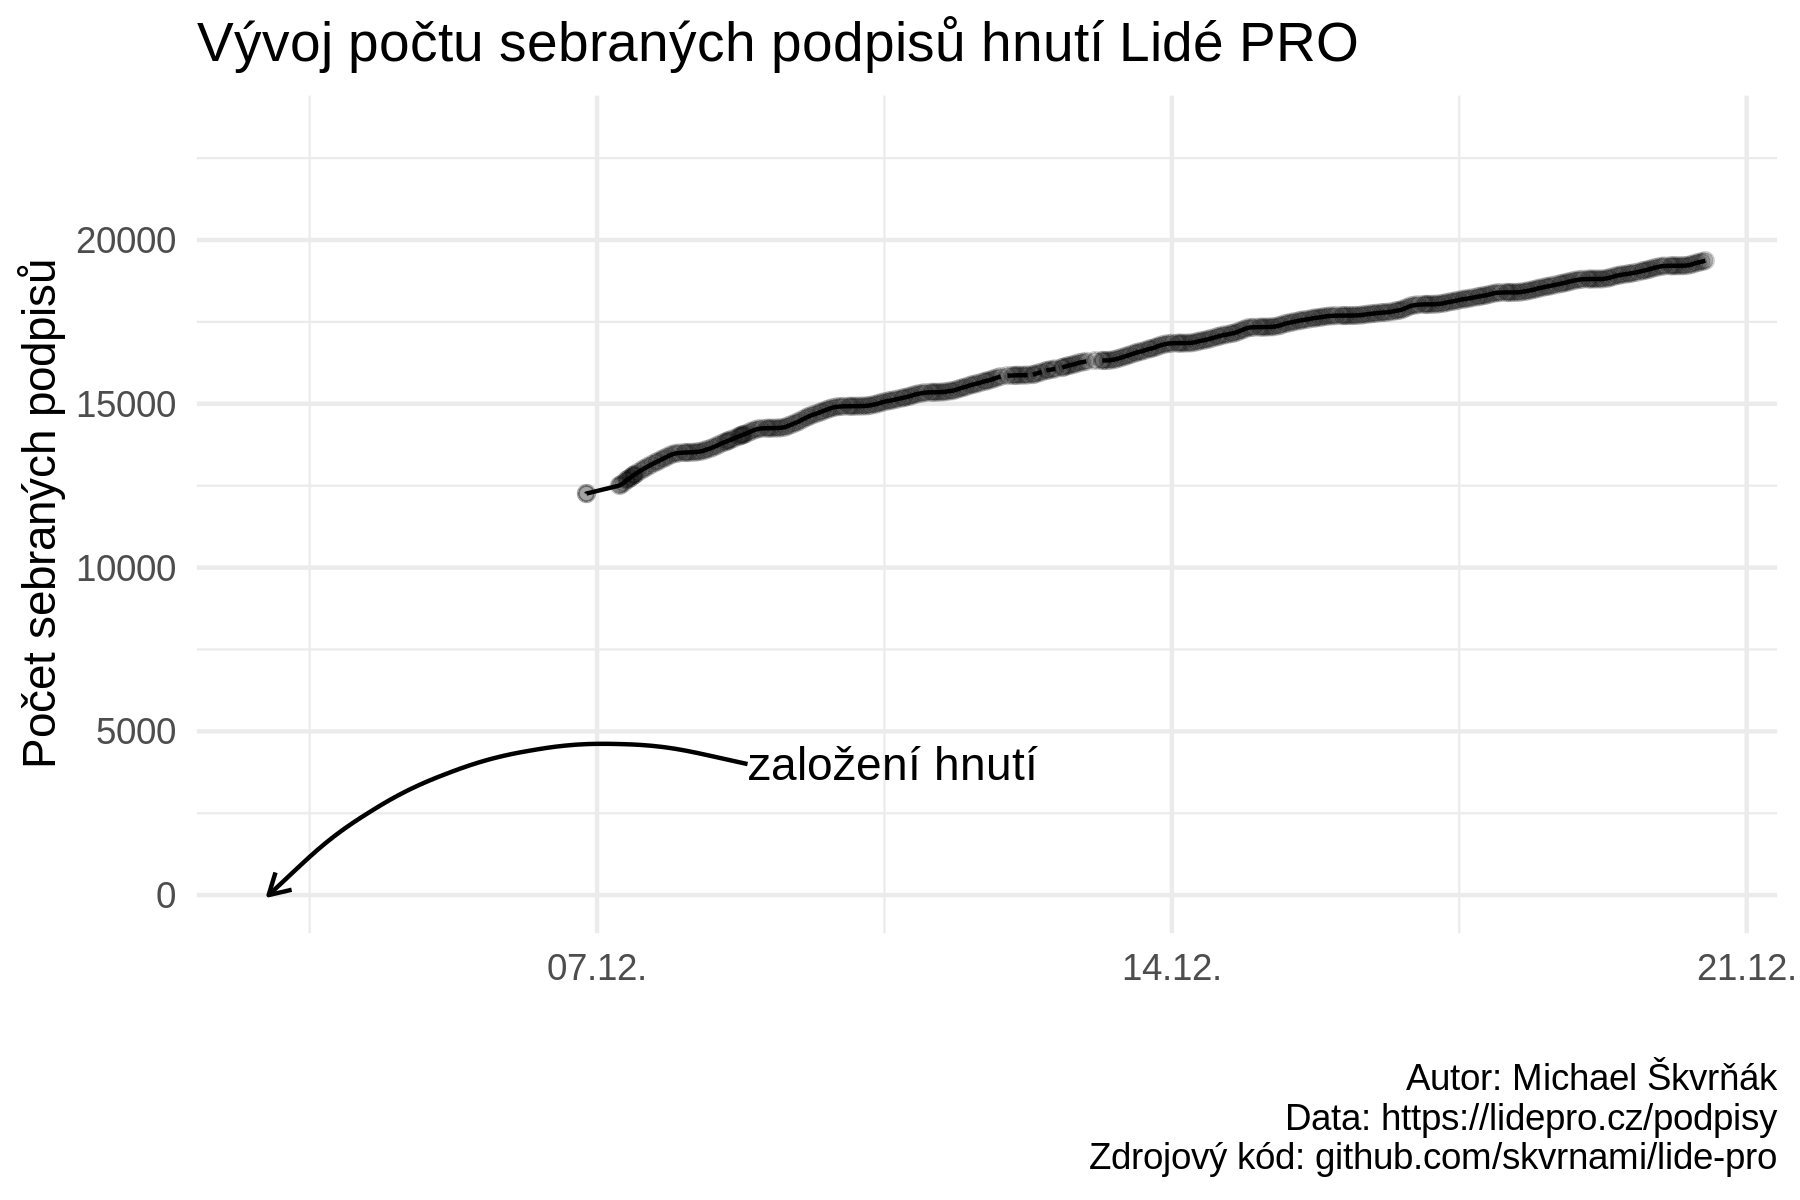 Vývoj počtu sebraných podpisů hnutí Lidé PRO
Počet sebraných podpisů
20000
15000
10000
5000
0
založení hnutí
07.12.
14.12.
21.12.
Autor: Michael Škvrňák
Data: https://lidepro.cz/podpisy
Zdrojový kód: github.com/skvrnami/lide-pro